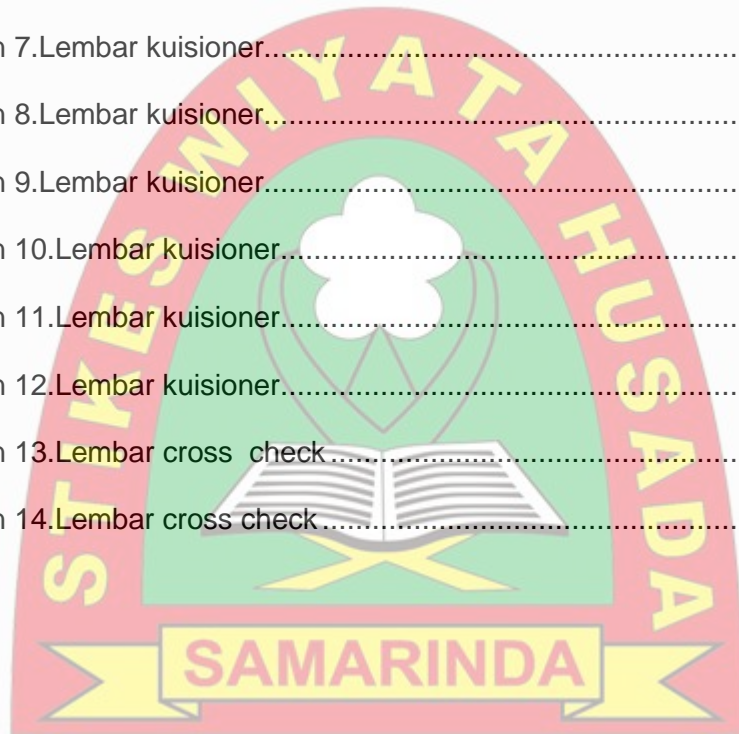 n 7.Lembar kuisioner
n 8.Lembar kuisioner
n 9.Lembar kuisioner
n 10.Lembar kuisioner
n 11.Lembar kuisioner
n 12.Lembar kuisioner
n 13.Lembar cross  check
n 14.Lembar cross check
STIKES WIYATA HUSADA
SAMARINDA